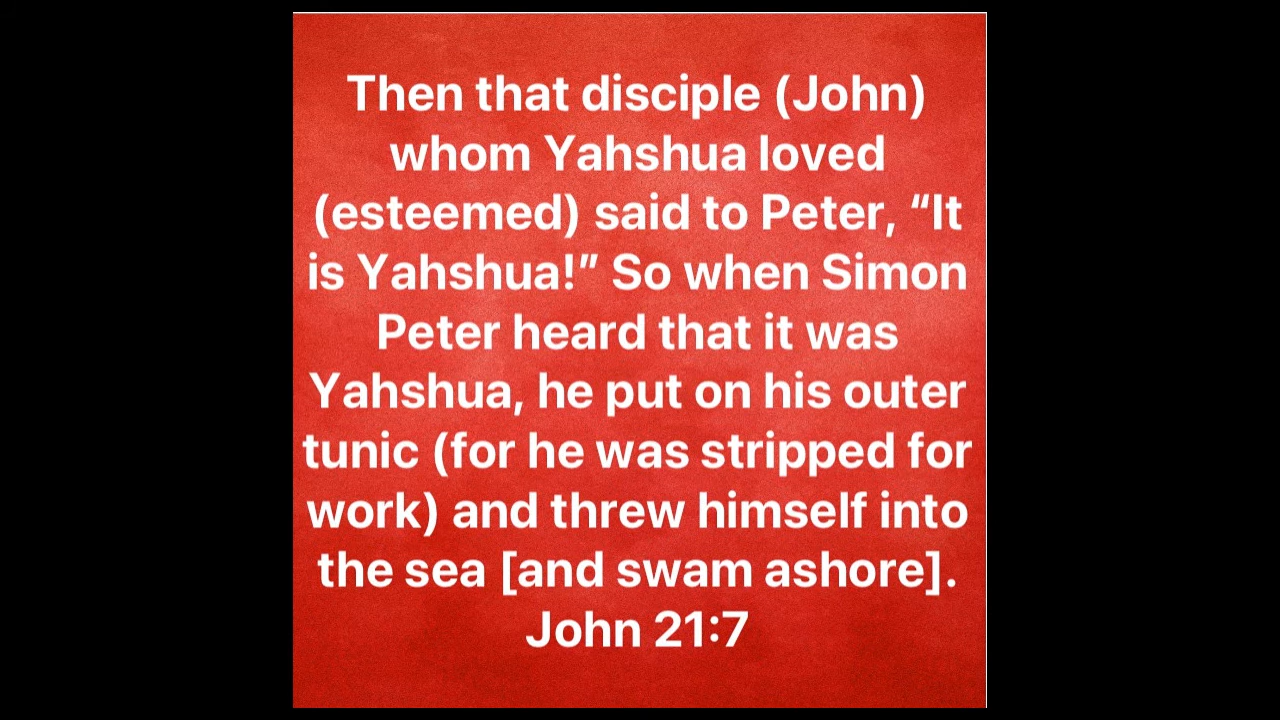 Then that disciple (John)
whom Yahshua loved
(esteemed) said to Peter, “It
is Yahshua!” So when Simon
Peter heard that it was
Yahshua, he put on his outer
tunic (for he was stripped for
work) and threw himself into
the sea [and swam ashore].
John 21:7